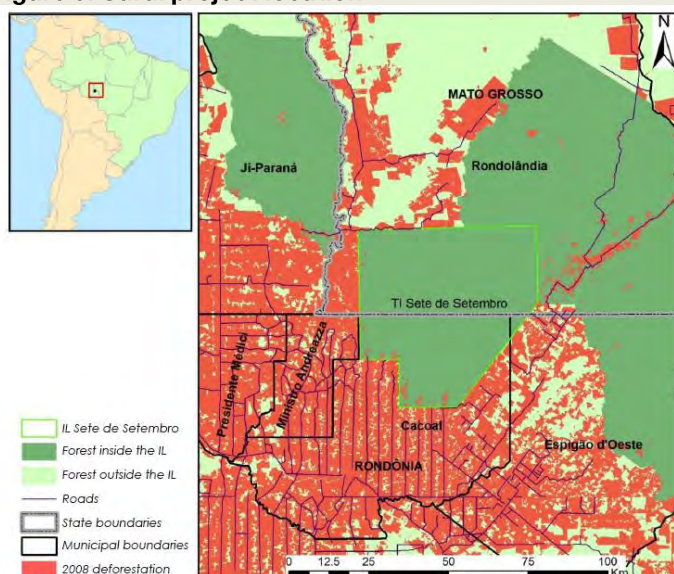 N
MATO GROSSO
Ji-Paraná
Rondolândia
TI Sete de Setembro
Presidente Médici
Ministro Andreazza
Cacoal
Espigão d'Oeste
RONDÔNIA
IL Sete de Setembro
Forest inside the IL
Forest outside the IL
Roads
State boundaries
Municipal boundaries
2008 deforestation
0 12.5 25 50 75 100
Km